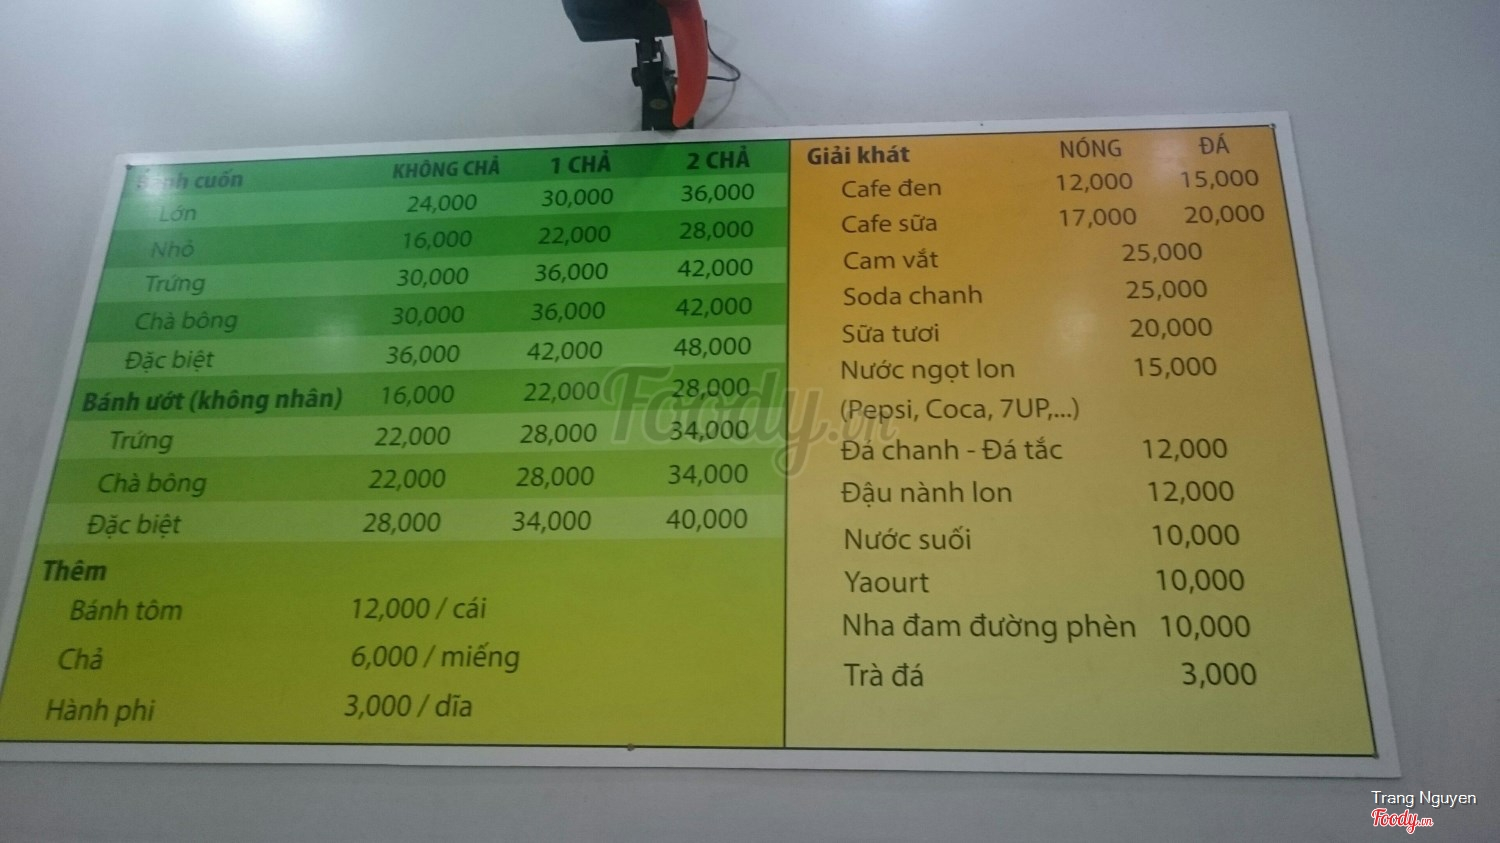 Bánh cuốn KHÔNG CHẢ 1 CHẢ 2 CHẢ
Lớn 24,000 30,000 36,000
Nhỏ 16,000 22,000 28,000
Trứng 30,000 36,000 42,000
Chà bông 30,000 36,000 42,000
Đặc biệt 36,000 42,000 48,000
Bánh ướt (không nhân) 16,000 22,000 28,000
Trứng 22,000 28,000 34,000
Chà bông 22,000 28,000 34,000
Đặc biệt 28,000 34,000 40,000
Thêm
Bánh tôm 12,000 / cái
Chả 6,000 / miếng
Hành phi 3,000 / dĩa
Giải khát NÓNG ĐÁ
Cafe đen 12,000 15,000
Cafe sữa 17,000 20,000
Cam vắt 25,000
Soda chanh 25,000
Sữa tươi 20,000
Nước ngọt lon 15,000
(Pepsi, Coca, 7UP,...)
Đá chanh - Đá tắc 12,000
Đậu nành lon 12,000
Nước suối 10,000
Yaourt 10,000
Nha đam đường phèn 10,000
Trà đá 3,000
Foody.vn
Trang Nguyen
Foody.vn